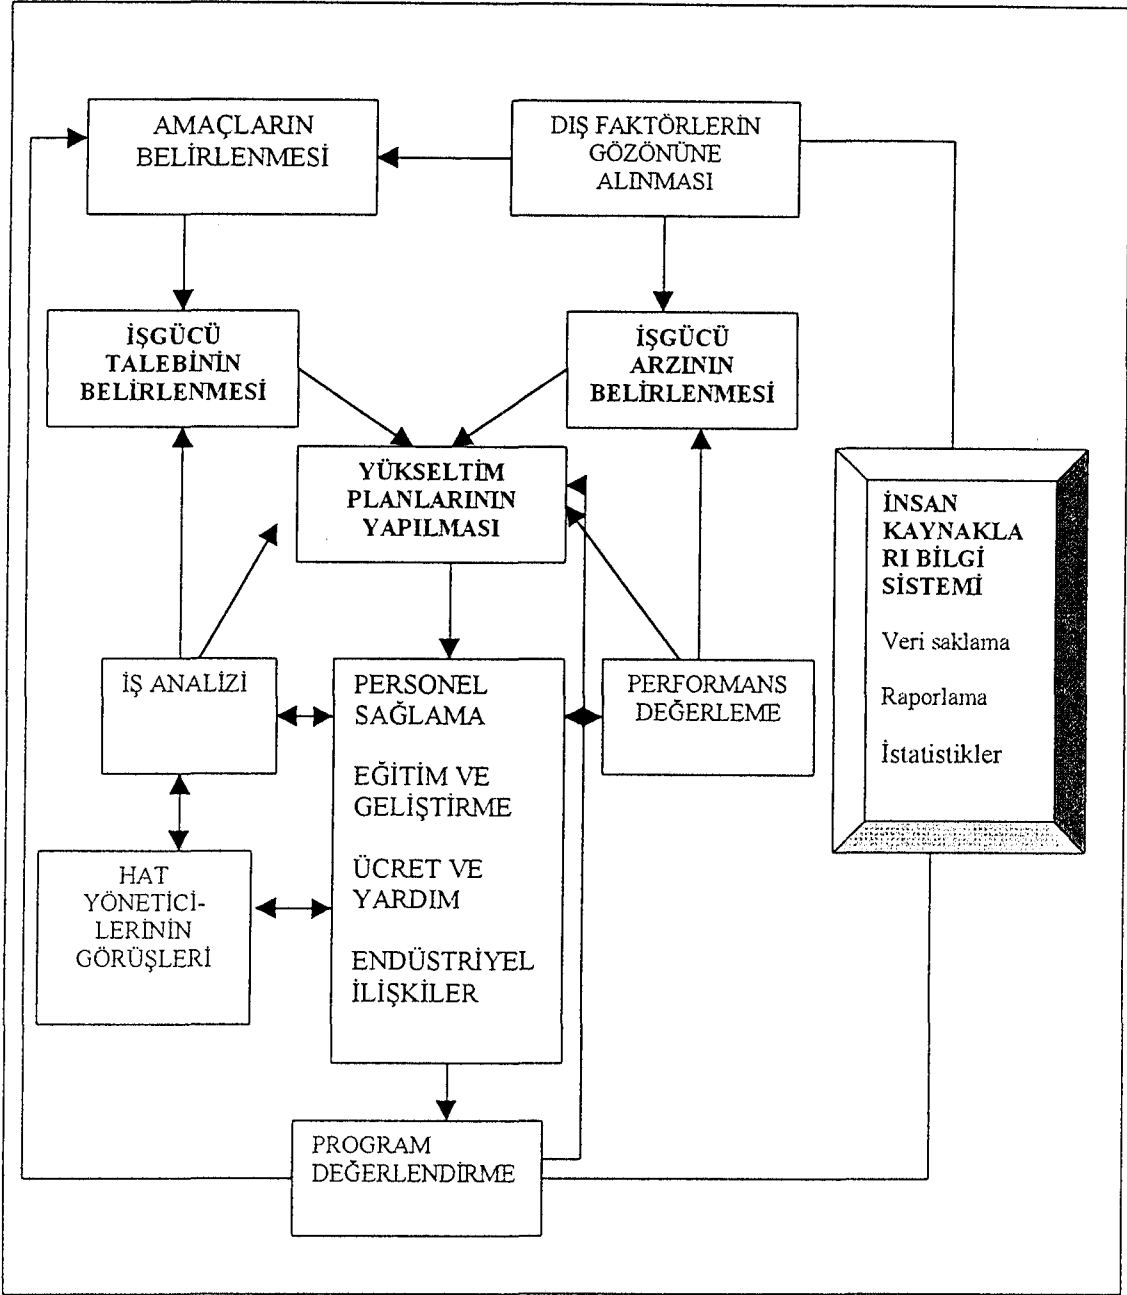 AMAÇLARIN
BELİRLENMESİ
DIŞ FAKTÖRLERİN
GÖZÖNÜNE
ALINMASI
İŞGÜCÜ
TALEBİNİN
BELİRLENMESİ
İŞGÜCÜ
ARZININ
BELİRLENMESİ
YÜKSELTİM
PLANLARININ
YAPILMASI
İNSAN
KAYNAKLA
RI BİLGİ
SİSTEMİ
Veri saklama
Raporlama
İstatistikler
İŞ ANALİZİ
PERSONEL
SAĞLAMA
EĞİTİM VE
GELİŞTİRME
ÜCRET VE
YARDIM
ENDÜSTRİYEL
İLİŞKİLER
PERFORMANS
DEĞERLEME
HAT
YÖNETİCİ-
LERİNİN
GÖRÜŞLERİ
PROGRAM
DEĞERLENDİRME